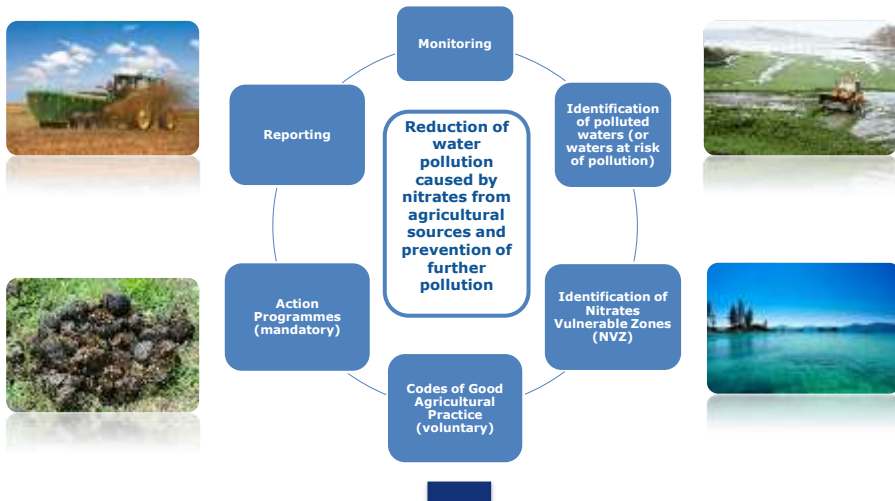 Monitoring
Identification
of polluted
waters (or
waters at risk
of pollution)
Identification of
Nitrates
Vulnerable Zones
(NVZ)
Codes of Good
Agricultural
Practice
(voluntary)
Action
Programmes
(mandatory)
Reporting
Reduction of
water
pollution
caused by
nitrates from
agricultural
sources and
prevention of
further
pollution